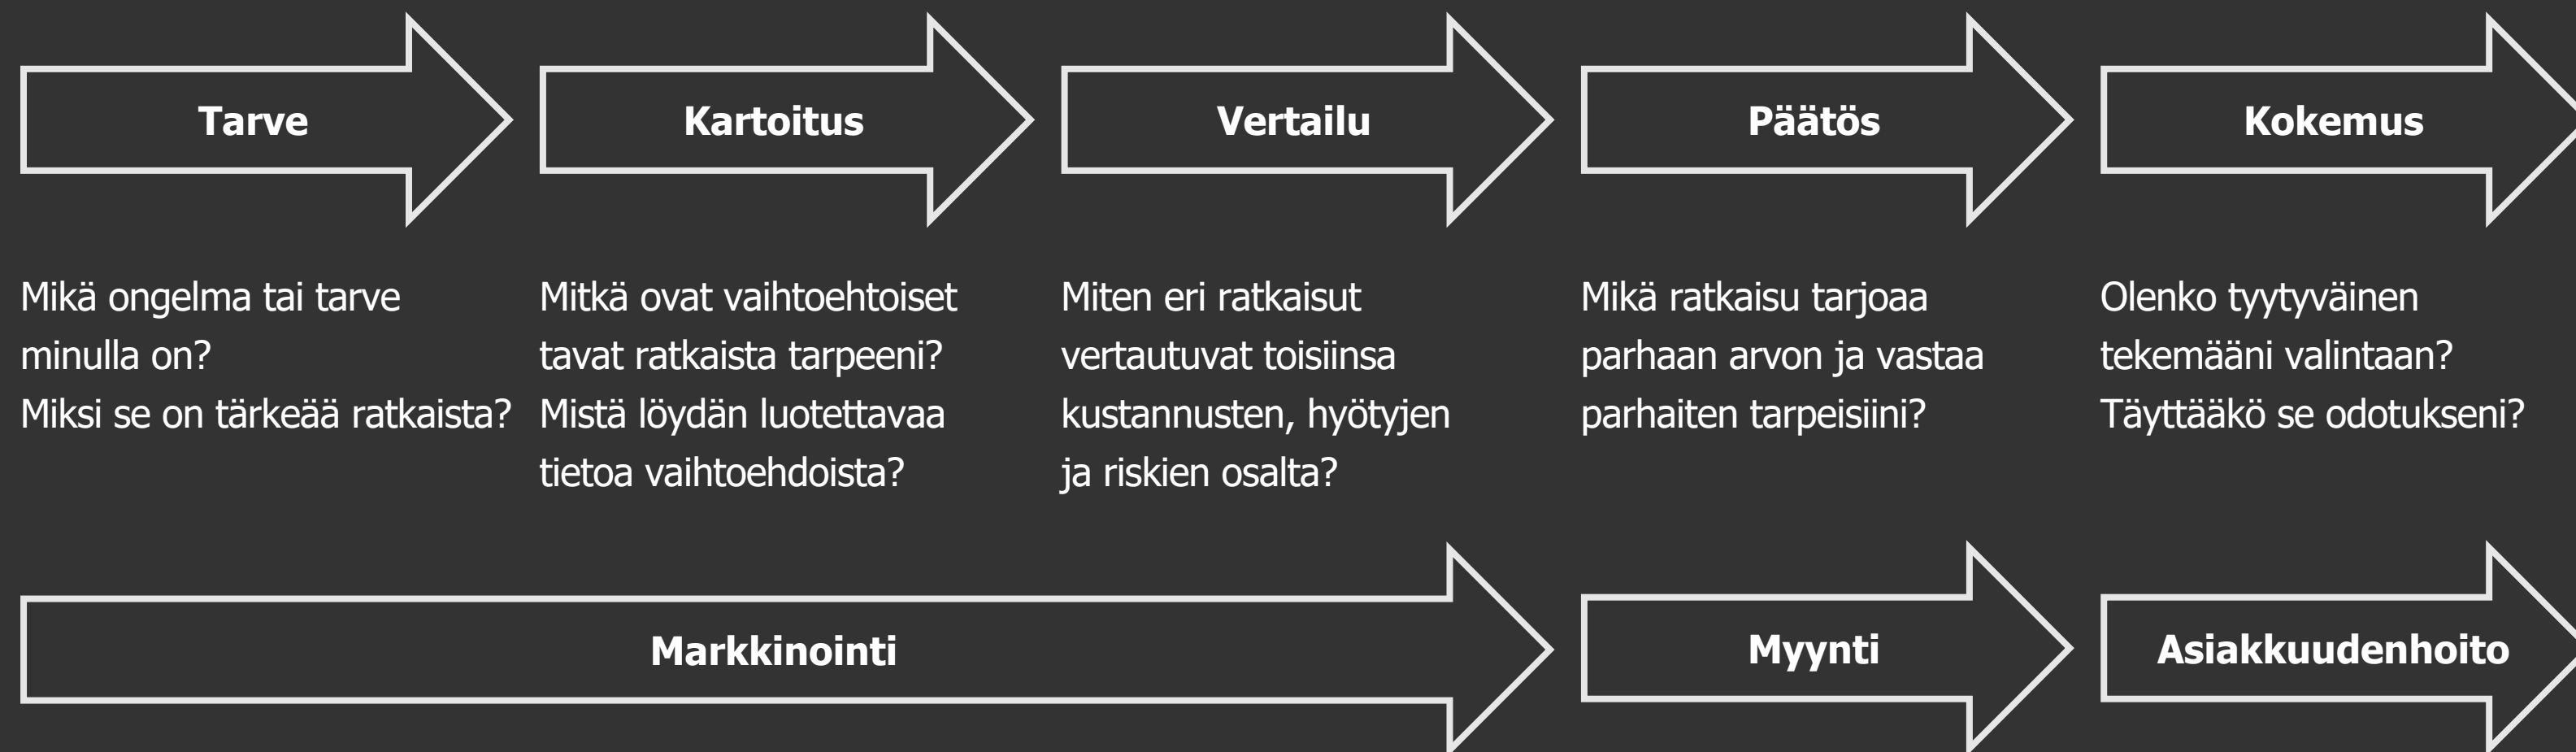 Tarve
Kartoitus
Vertailu
Päätös
Kokemus
Mikä ongelma tai tarve
minulla on?
Miksi se on tärkeää ratkaista?
Mitkä ovat vaihtoehtoiset
tavat ratkaista tarpeeni?
Mistä löydän luotettavaa
tietoa vaihtoehdoista?
Miten eri ratkaisut
vertautuvat toisiinsa
kustannusten, hyötyjen
ja riskien osalta?
Mikä ratkaisu tarjoaa
parhaan arvon ja vastaa
parhaiten tarpeisiini?
Olenko tyytyväinen
tekemääni valintaan?
Täyttääkö se odotukseni?
Markkinointi
Myynti
Asiakkuudenhoito